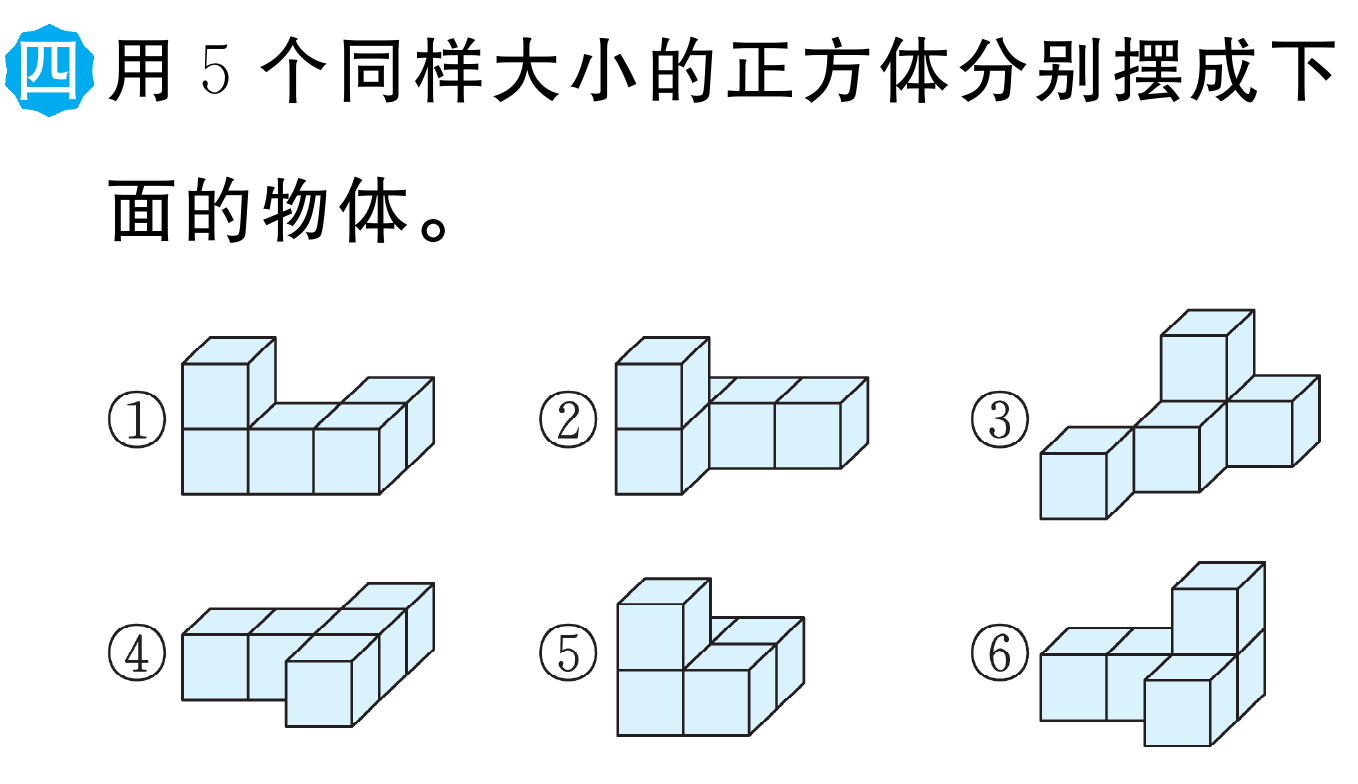 四 用 5 个同样大小的正方体分别摆成下
面的物体。
① ② ③
④ ⑤ ⑥